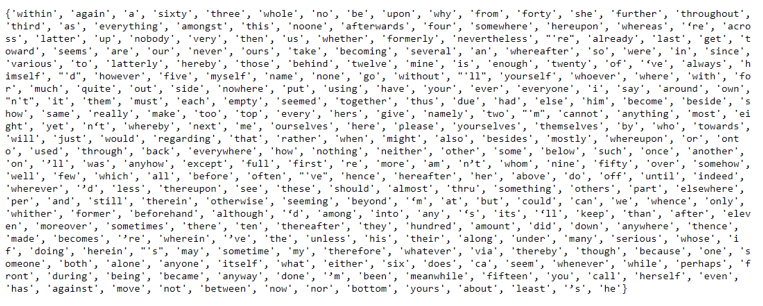 {'within', 'again', 'a', 'sixty', 'three', 'whole', 'no', 'be', 'upon', 'why', 'from', 'forty', 'she', 'further', 'throughout',
'third', 'as', 'everything', 'amongst', 'this', 'noone', 'afterwards', 'four', 'somewhere', 'hereupon', 'whereas', '‘re', 'acro
ss', 'latter', 'up', 'nobody', 'very', 'then', 'us', 'whether', 'formerly', 'nevertheless', "'re", 'already', 'last', 'get', 't
oward', 'seems', 'are', 'our', 'never', 'ours', 'take', 'becoming', 'several', 'an', 'whereafter', 'so', 'were', 'in', 'since',
'various', 'to', 'latterly', 'hereby', 'those', 'behind', 'twelve', 'mine', 'is', 'enough', 'twenty', 'of', '‘ve', 'always', 'h
imself', "'d", 'however', 'five', 'myself', 'name', 'none', 'go', 'without', "'ll", 'yourself', 'whoever', 'where', 'with', 'fo
r', 'much', 'quite', 'out', 'side', 'nowhere', 'put', 'using', 'have', 'your', 'ever', 'everyone', 'i', 'say', 'around', 'own',
"n't", 'it', 'them', 'must', 'each', 'empty', 'seemed', 'together', 'thus', 'due', 'had', 'else', 'him', 'become', 'beside', 's
how', 'same', 'really', 'make', 'too', 'top', 'every', 'hers', 'give', 'namely', 'two', "'m", 'cannot', 'anything', 'most', 'ei
ght', 'yet', 'n‘t', 'whereby', 'next', 'me', 'ourselves', 'here', 'please', 'yourselves', 'themselves', 'by', 'who', 'towards',
'will', 'just', 'would', 'regarding', 'that', 'rather', 'when', 'might', 'also', 'besides', 'mostly', 'whereupon', 'or', 'ont
o', 'used', 'through', 'back', 'everywhere', 'how', 'nothing', 'neither', 'other', 'some', 'below', 'such', 'once', 'another',
'on', '’ll', 'was', 'anyhow', 'except', 'full', 'first', 're', 'more', 'am', 'n’t', 'whom', 'nine', 'fifty', 'over', 'somehow',
'well', 'few', 'which', 'all', 'before', 'often', "'ve", 'hence', 'hereafter', 'her', 'above', 'do', 'off', 'until', 'indeed',
'wherever', '’d', 'less', 'thereupon', 'see', 'these', 'should', 'almost', 'thru', 'something', 'others', 'part', 'elsewhere',
'per', 'and', 'still', 'therein', 'otherwise', 'seeming', 'beyond', '‘m', 'at', 'but', 'could', 'can', 'we', 'whence', 'only',
'whither', 'former', 'beforehand', 'although', '‘d', 'among', 'into', 'any', '‘s', 'its', '‘ll', 'keep', 'than', 'after', 'elev
en', 'moreover', 'sometimes', 'there', 'ten', 'thereafter', 'they', 'hundred', 'amount', 'did', 'down', 'anywhere', 'thence',
'made', 'becomes', '’re', 'wherein', '’ve', 'the', 'unless', 'his', 'their', 'along', 'under', 'many', 'serious', 'whose', 'i
f', 'doing', 'herein', "'s", 'may', 'sometime', 'my', 'therefore', 'whatever', 'via', 'thereby', 'though', 'because', 'one', 's
omeone', 'both', 'alone', 'anyone', 'itself', 'what', 'either', 'six', 'does', 'ca', 'seem', 'whenever', 'while', 'perhaps', 'f
ront', 'during', 'being', 'became', 'anyway', 'done', '’m', 'been', 'meanwhile', 'fifteen', 'you', 'call', 'herself', 'even',
'has', 'against', 'move', 'not', 'between', 'now', 'nor', 'bottom', 'yours', 'about', 'least', '’s', 'he'}